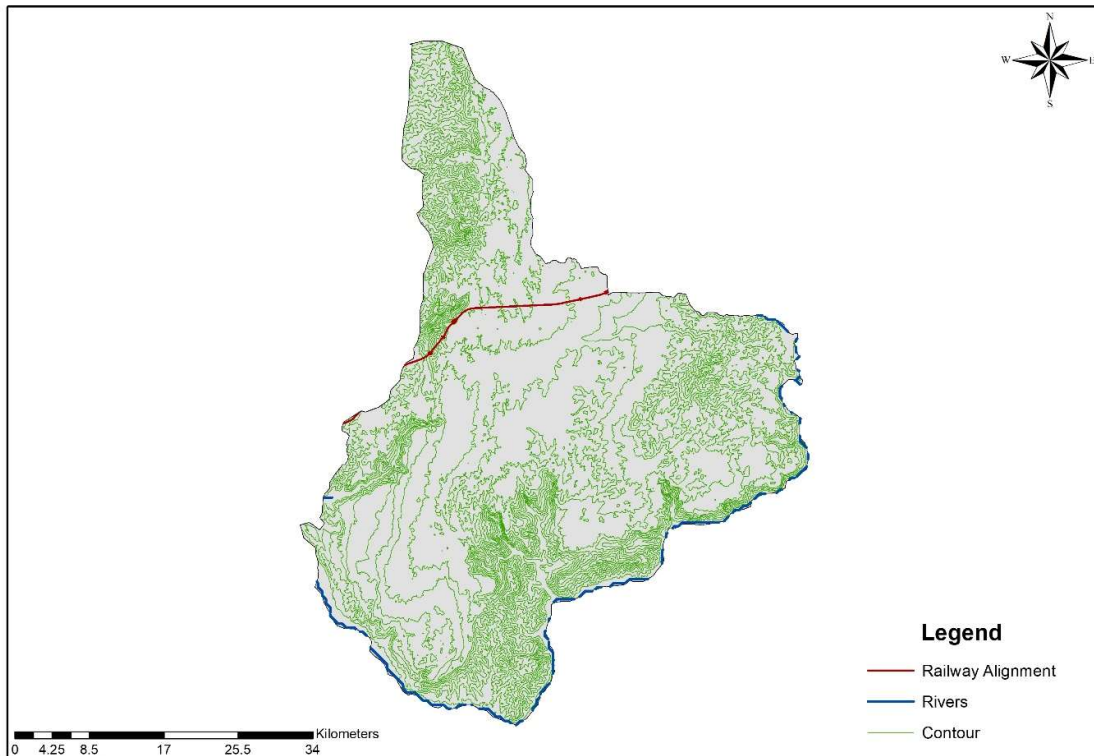 N
W E
S
Legend
Railway Alignment
Rivers
Contour
Kilometers
0 4.25 8.5 17 25.5 34